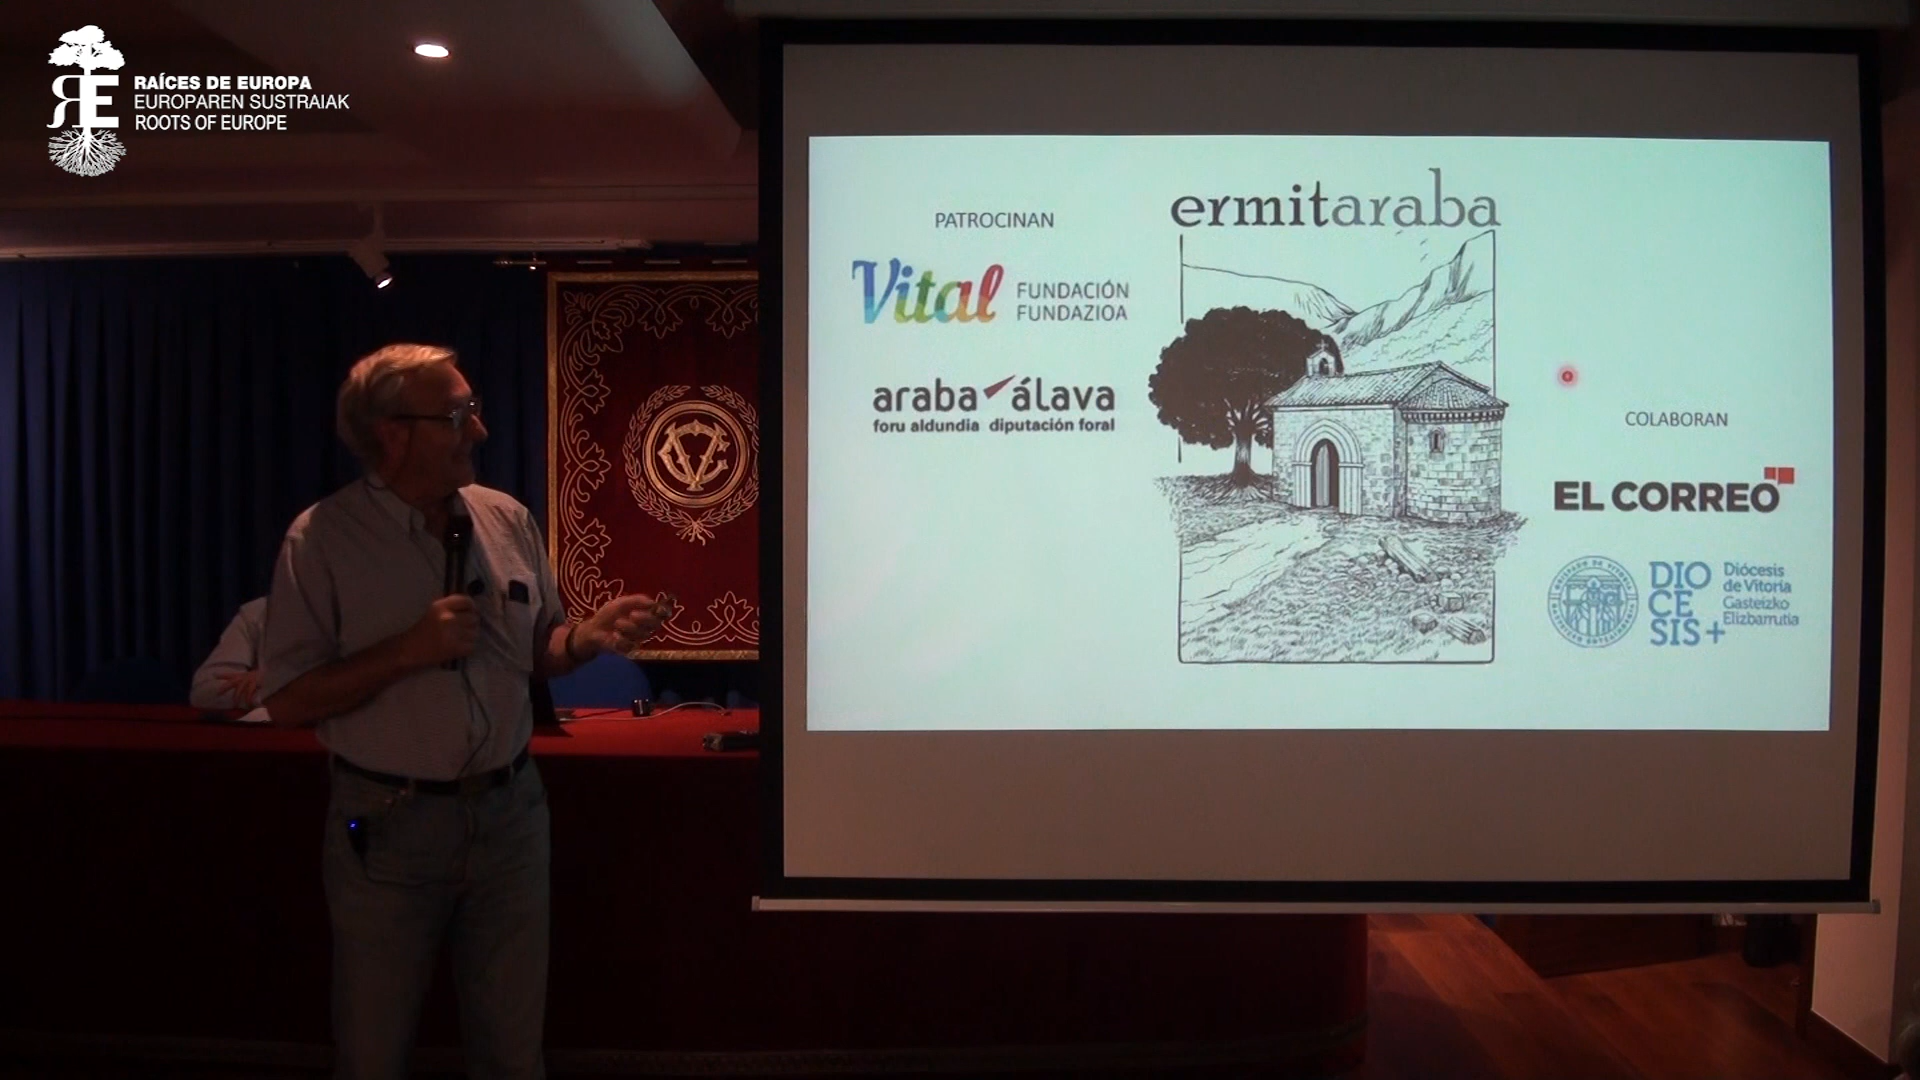 RAÍCES DE EUROPA
EUROPAREN SUSTRAIAK
ROOTS OF EUROPE
ermitaraba
PATROCINAN
Vital FUNDACIÓN
FUNDAZIOA
araba álava
foru aldundia diputación foral
COLABORAN
EL CORREO
DIO
CE
SIS+
Diócesis
de Vitoria
Gasteizko
Elizbarrutia